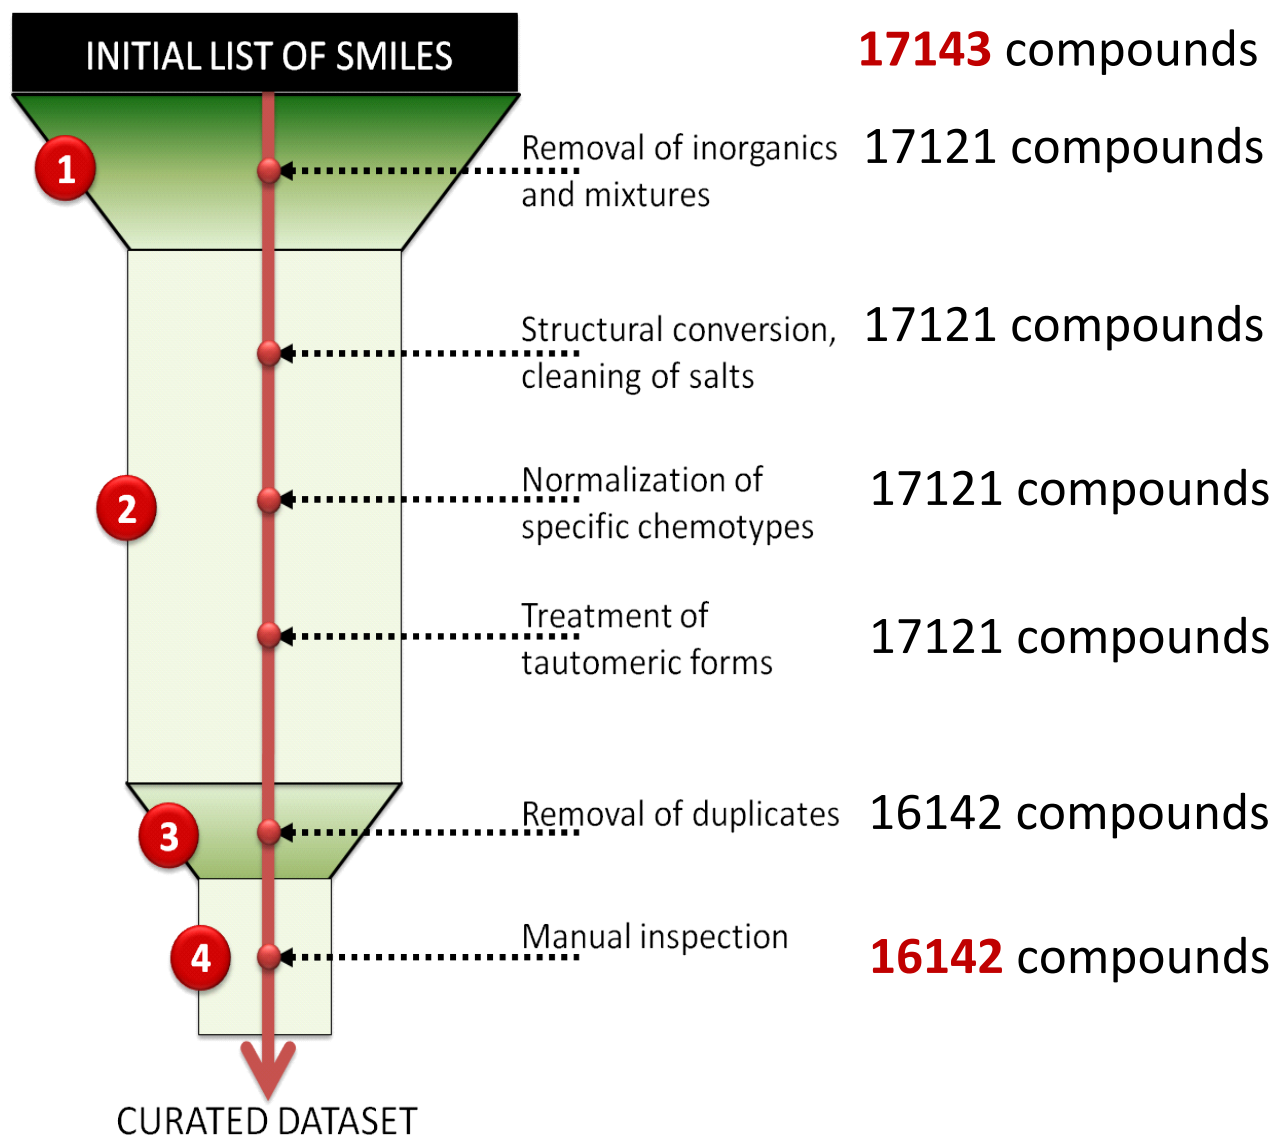 INITIAL LIST OF SMILES
17143 compounds
1
Removal of inorganics
and mixtures
17121 compounds
Structural conversion,
cleaning of salts
17121 compounds
2
Normalization of
specific chemotypes
17121 compounds
Treatment of
tautomeric forms
17121 compounds
3
Removal of duplicates
16142 compounds
4
Manual inspection
16142 compounds
CURATED DATASET